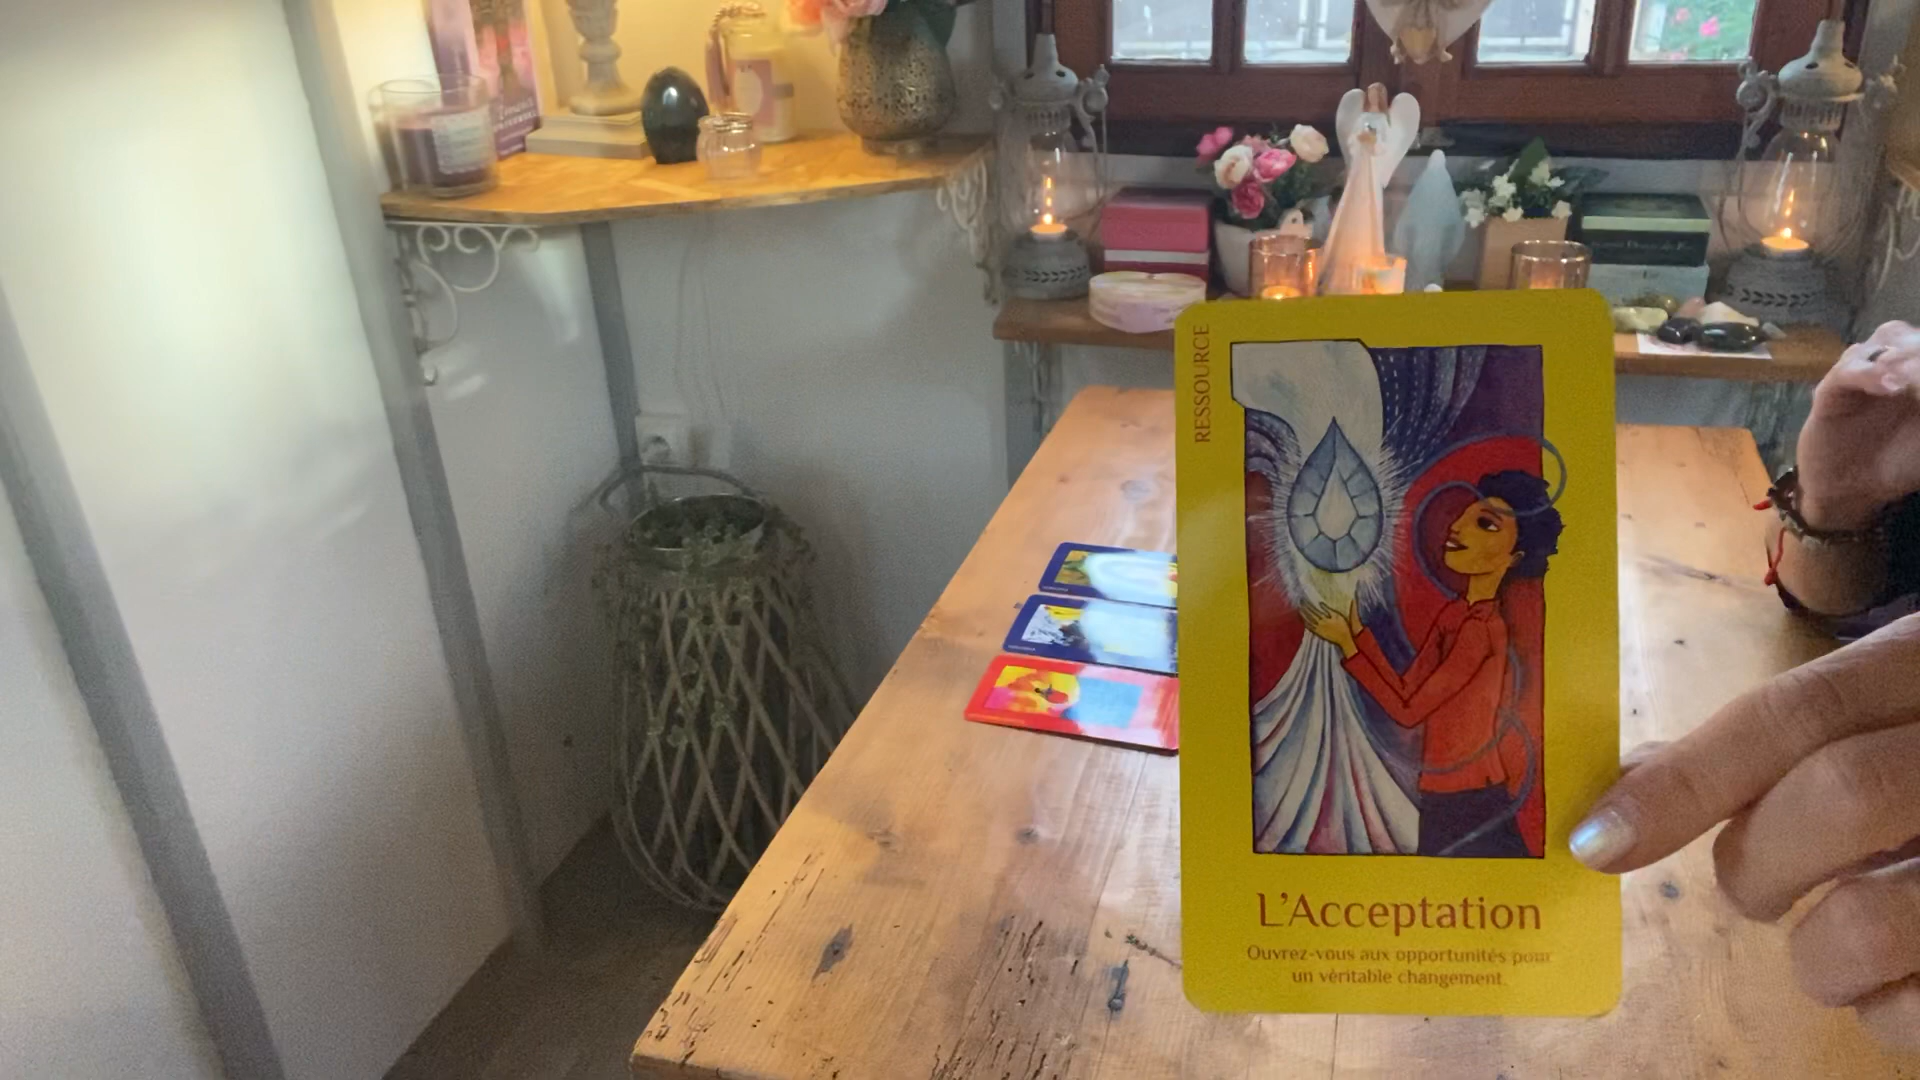 RESSOURCE
L'Acceptation
Ouvrez-vous aux opportunités pour
un véritable changement.